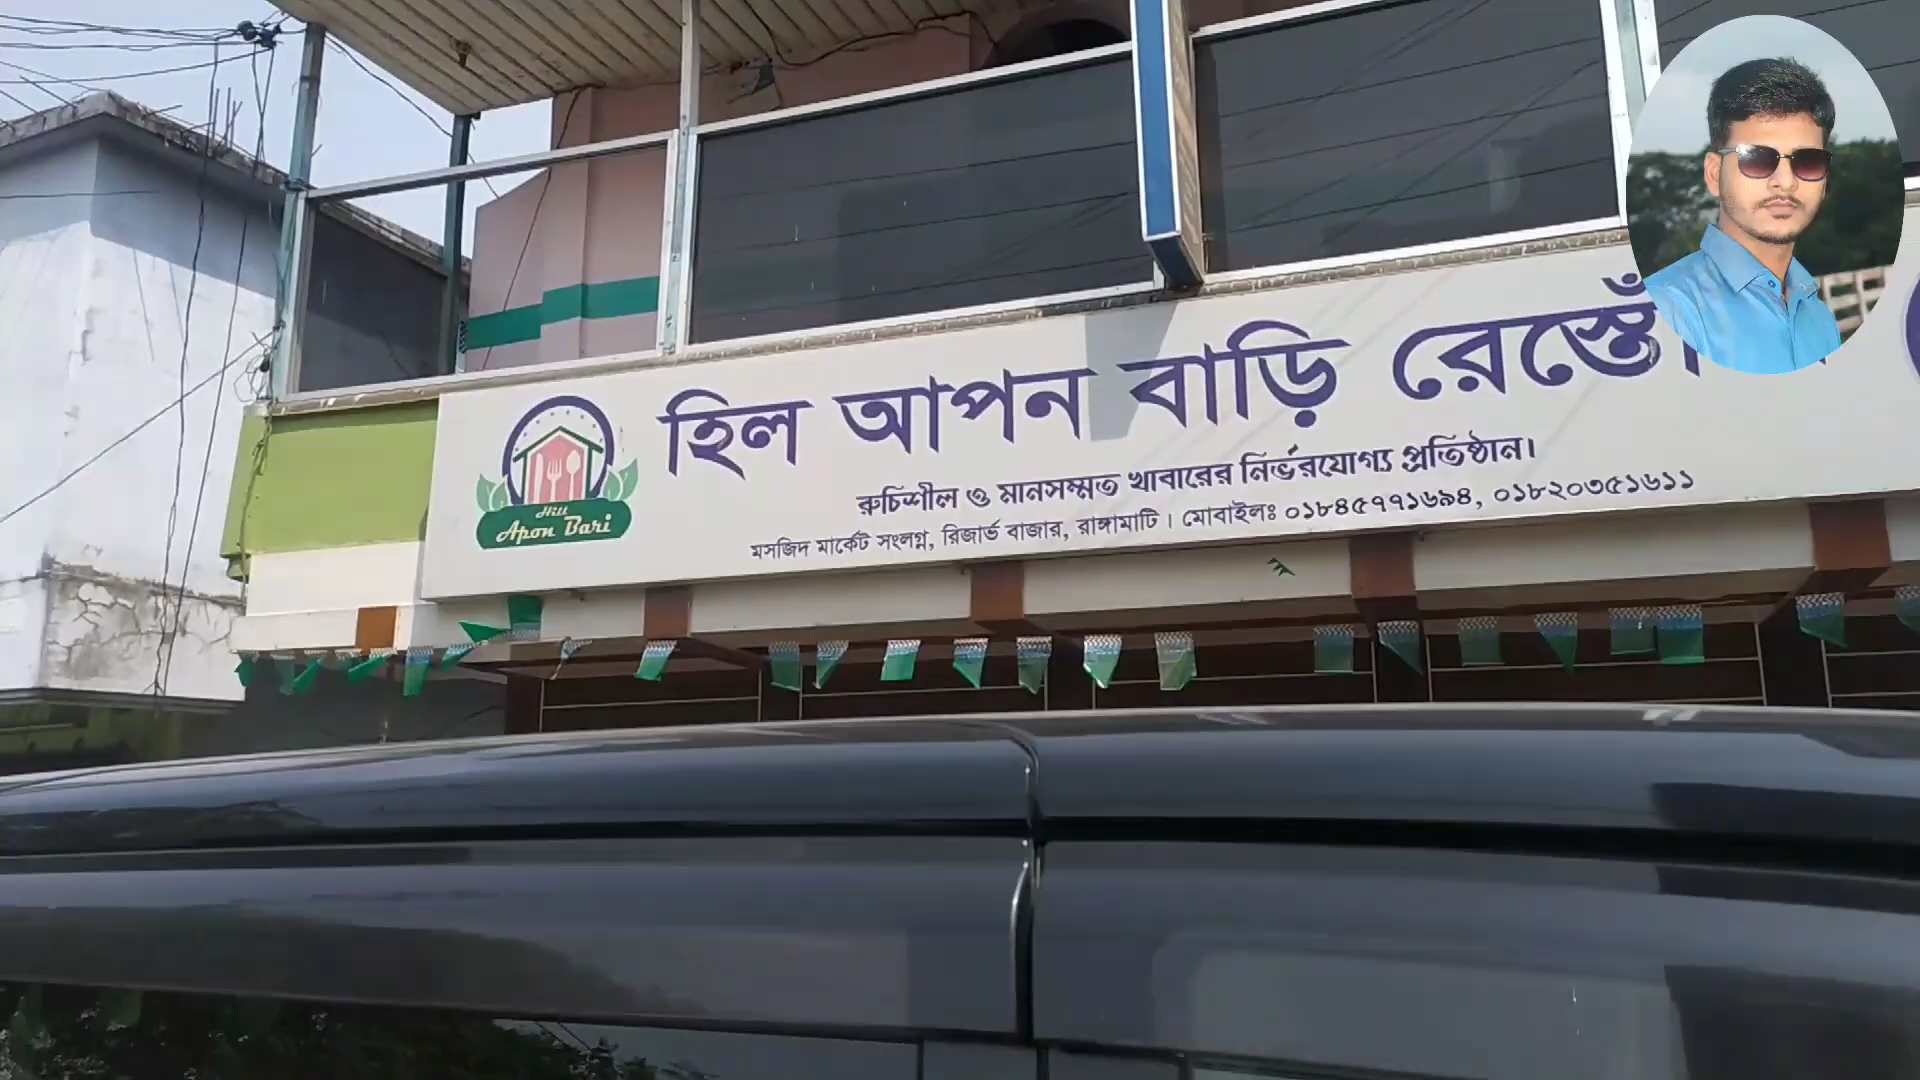 হিল আপন বাড়ি
Hill
Apon Bari
রুচিশীল ও মানসম্মত খাবারের নির্ভরযোগ্য প্রতিষ্ঠান।
মসজিদ মার্কেট সংলগ্ন, রিজার্ভ বাজার, রাঙ্গামাটি। মোবাইলঃ ০১৮৪৫৭৭১৬৯৪, ০১৮২০৩৫১৬১১